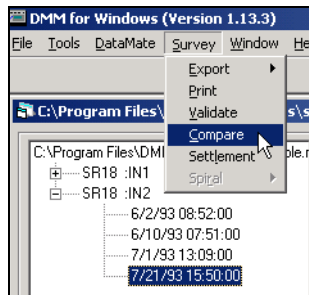 DMM for Windows (Version 1.13.3)
File Tools DataMate Survey Window
Export
Print
Validate
Compare
Settlement
Spiral
C:\Program Files\
C:\Program Files\
SR18 :IN1
SR18 :IN2
6/2/93 08:52:00
6/10/93 07:51:00
7/1/93 13:09:00
7/21/93 15:50:00